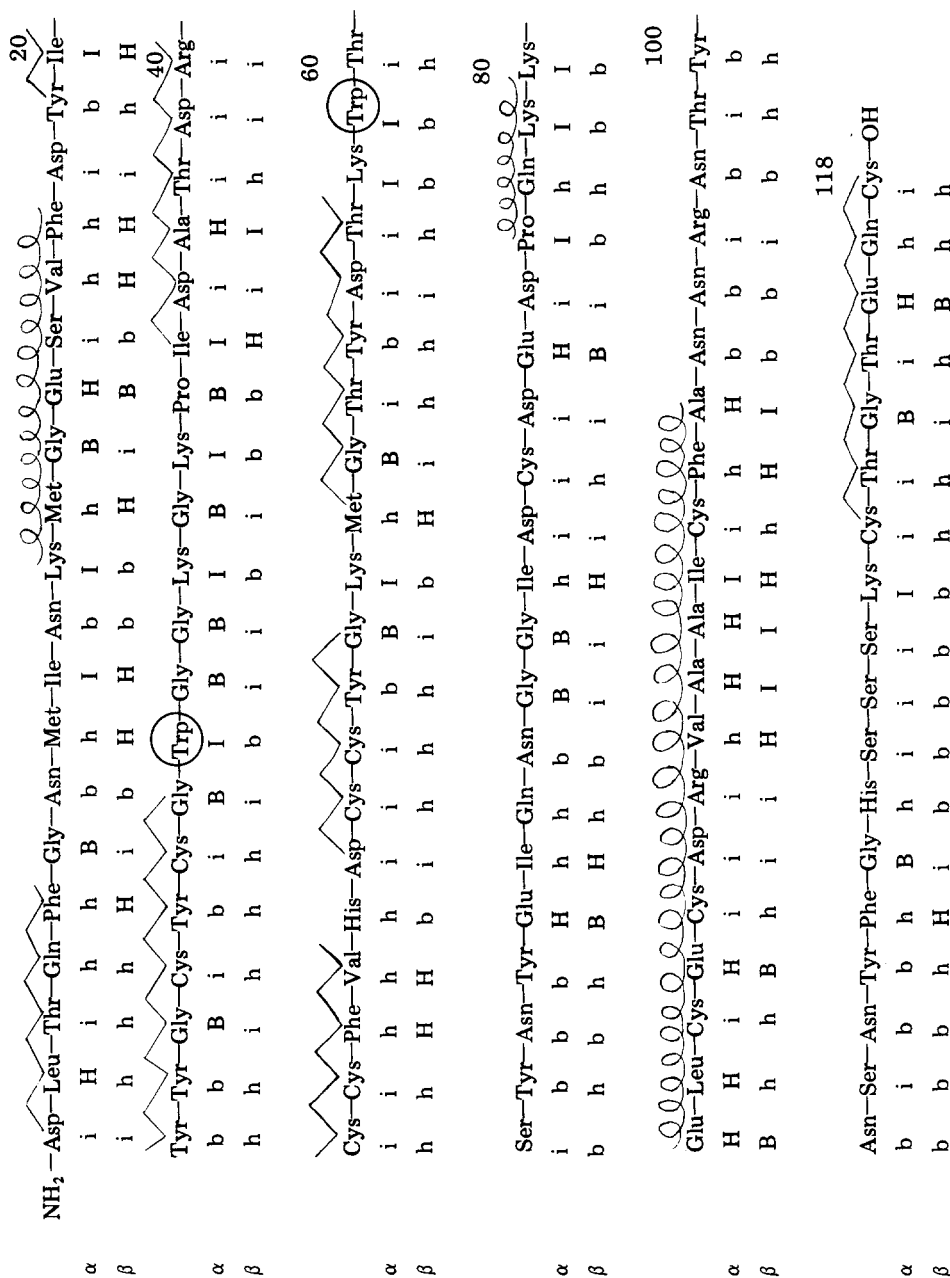 20
NH₂—Asp—Leu—Thr—Gln—Phe—Gly—Asn—Met—Ile—Asn—Lys—Met—Gly—Glu—Ser—Val—Phe—Asp—Tyr—Ile—
α i H i h h B b h I b I h B H i h h i b I
β i h h h H i b H H b b H i B b H H i h H
40
Tyr—Tyr—Gly—Cys—Tyr—Cys—Gly—Trp—Gly—Gly—Lys—Gly—Lys—Pro—Ile—Asp—Ala—Thr—Asp—Arg—
α b b B i b i B I B B I B I B I i H i i i
β h h i h h h i b i i b i b b H i I h i i
60
Cys—Cys—Phe—Val—His—Asp—Cys—Cys—Tyr—Gly—Lys—Met—Gly—Thr—Tyr—Asp—Thr—Lys—Trp—Thr
α i i h h h i i i b B I h B i b i i I I i
β h h H H b i h h h i b H i h h i h b b h
80
Ser—Tyr—Asn—Tyr—Glu—Ile—Gln—Asn—Gly—Gly—Ile—Asp—Cys—Asp—Glu—Asp—Pro—Gln—Lys—Lys—
α i b b b H h h b B B h i i i H i I h I I
β b h b h B H h b i i H i h i B i b h b b
100
Glu—Leu—Cys—Glu—Cys—Asp—Arg—Val—Ala—Ala—Ile—Cys—Phe—Ala—Asn—Asn—Arg—Asn—Thr—Tyr—
α H H i H i i i h H H I i h H b b i b i b
β B h h B h i i H I I H h H I b b i b h h
118
Asn—Ser—Asn—Tyr—Phe—Gly—His—Ser—Ser—Ser—Lys—Cys—Thr—Gly—Thr—Glu—Gln—Cys—OH
α b i b b h B h i i i I i i B i H h i
β b b b h H i b b b b b h h i h B h h